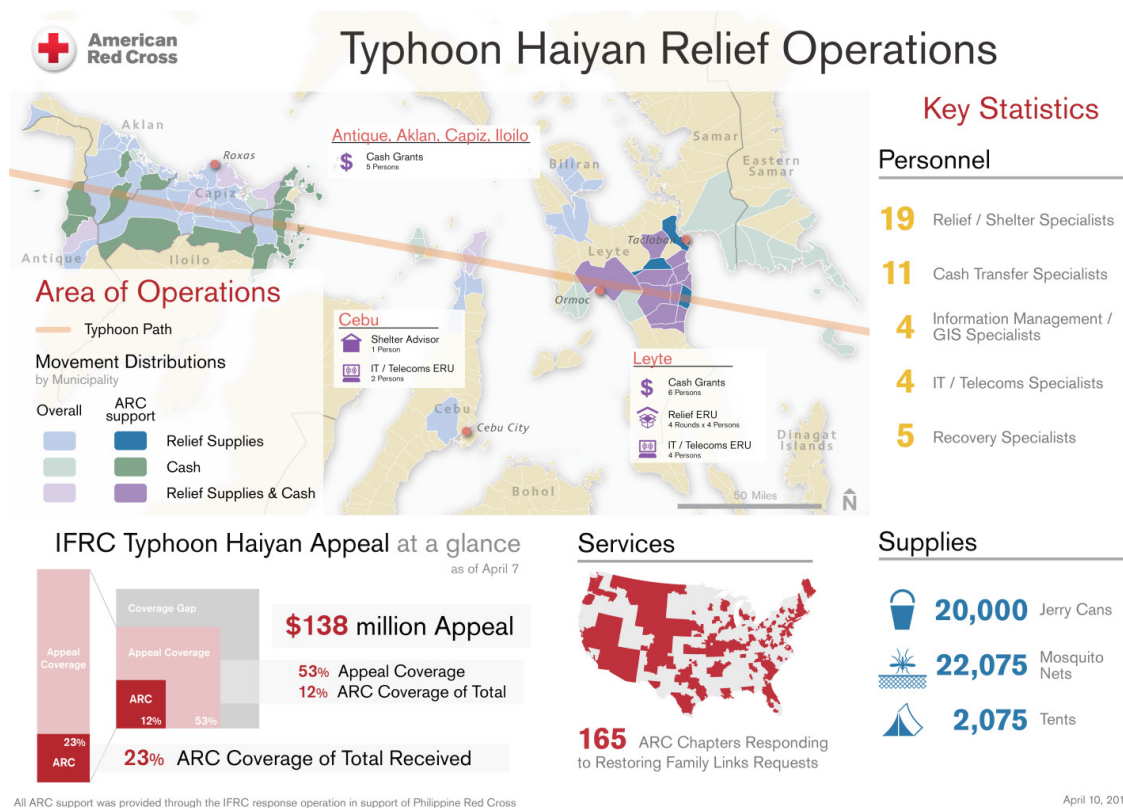 American
Red Cross
Typhoon Haiyan Relief Operations
Aklan
Roxas
Capiz
Antique
Iloilo
Antique, Aklan, Capiz, Iloilo
$ Cash Grants
5 Persons
Biliran
Samar
Eastern
Samar
Leyte
Ormoc
Cebu
Cebu City
Bohol
Dinagat
Islands
50 Miles
N
Area of Operations
Typhoon Path
Movement Distributions
by Municipality
Overall
ARC
support
Relief Supplies
Cash
Relief Supplies & Cash
Cebu
Shelter Advisor
1 Person
IT / Telecoms ERU
2 Persons
Leyte
$ Cash Grants
6 Persons
Relief ERU
4 Rounds x 4 Persons
IT / Telecoms ERU
4 Persons
Key Statistics
Personnel
19 Relief / Shelter Specialists
11 Cash Transfer Specialists
4 Information Management /
GIS Specialists
4 IT / Telecoms Specialists
5 Recovery Specialists
IFRC Typhoon Haiyan Appeal at a glance
as of April 7
Appeal
Coverage
23%
ARC
Coverage Gap
Appeal Coverage
ARC
12%
53%
$138 million Appeal
53% Appeal Coverage
12% ARC Coverage of Total
23% ARC Coverage of Total Received
Services
165 ARC Chapters Responding
to Restoring Family Links Requests
Supplies
20,000 Jerry Cans
22,075 Mosquito
Nets
2,075 Tents
All ARC support was provided through the IFRC response operation in support of Philippine Red Cross
April 10, 201